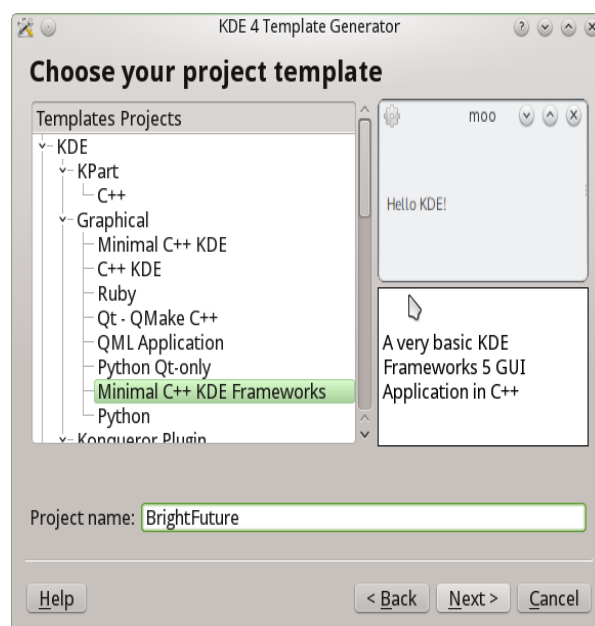 KDE 4 Template Generator
Choose your project template
Templates Projects
KDE
KPart
C++
Graphical
Minimal C++ KDE
C++ KDE
Ruby
Qt - QMake C++
QML Application
Python Qt-only
Minimal C++ KDE Frameworks
Python
Konqueror Plugin
moo
Hello KDE!
A very basic KDE
Frameworks 5 GUI
Application in C++
Project name: BrightFuture
Help
< Back
Next >
Cancel